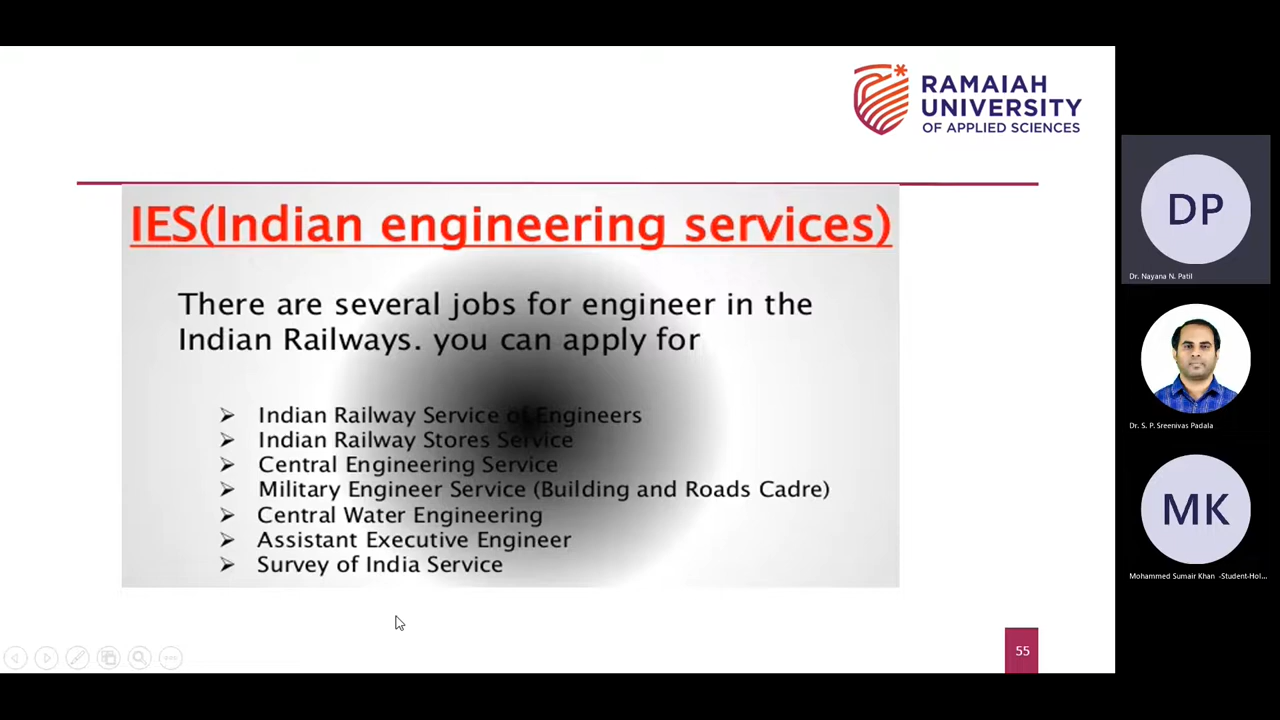 RAMAIAH
UNIVERSITY
OF APPLIED SCIENCES
IES(Indian engineering services)
There are several jobs for engineer in the
Indian Railways. you can apply for
➢ Indian Railway Service of Engineers
➢ Indian Railway Stores Service
➢ Central Engineering Service
➢ Military Engineer Service (Building and Roads Cadre)
➢ Central Water Engineering
➢ Assistant Executive Engineer
➢ Survey of India Service
55
DP
Dr. Nayana N. Patil
Dr. S. P. Sreenivas Padala
MK
Mohammed Sumair Khan -Student-Hol...